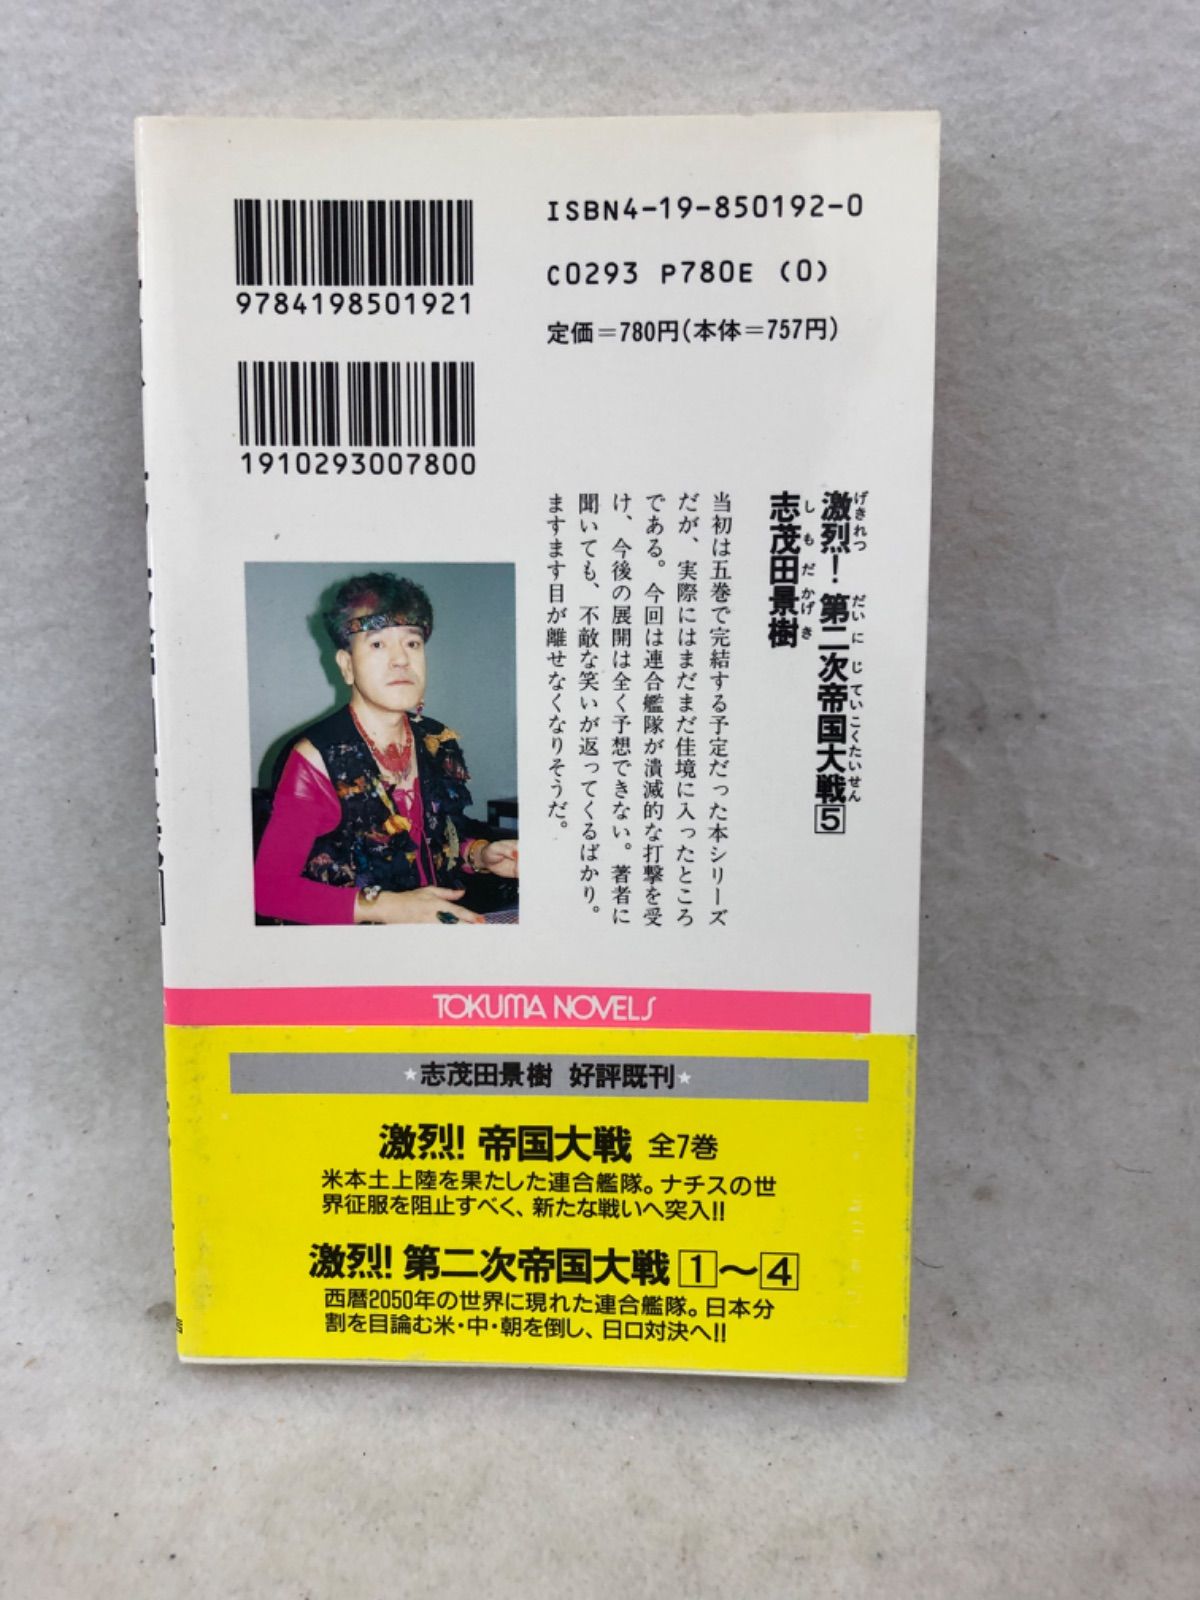 ISBN4-19-850192-0
C0293 P780E (0)
定価＝780円(本体＝757円)
9784198501921
1910293007800
激烈！ 第二次帝国大戦 5
げきれつ だいにじていこくたいせん
志茂田景樹
しもだかげき
当初は五巻で完結する予定だった本シリーズ
だが、実際にはまだまだ佳境に入ったところ
である。今回は連合艦隊が潰滅的な打撃を受
け、今後の展開は全く予想できない。著者に
聞いても、不敵な笑いが返ってくるばかり。
ますます目が離せなくなりそうだ。
TOKUMA NOVELS
★志茂田景樹 好評既刊★
激烈！ 帝国大戦 全7巻
米本土上陸を果たした連合艦隊。ナチスの世
界征服を阻止すべく、新たな戦いへ突入!!
激烈！ 第二次帝国大戦 1～4
西暦2050年の世界に現れた連合艦隊。日本分
割を目論む米・中・朝を倒し、日ロ対決へ!!